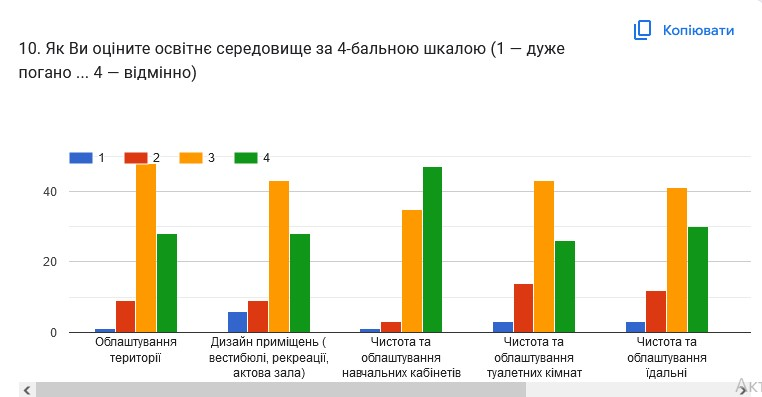 Копіювати
10. Як Ви оціните освітнє середовище за 4-бальною шкалою (1 — дуже
погано ... 4 — відмінно)
1 2 3 4
40
20
0
Облаштування
території
Дизайн приміщень (
вестибюлі, рекреації,
актова зала)
Чистота та
облаштування
навчальних кабінетів
Чистота та
облаштування
туалетних кімнат
Чистота та
облаштування
їдальні